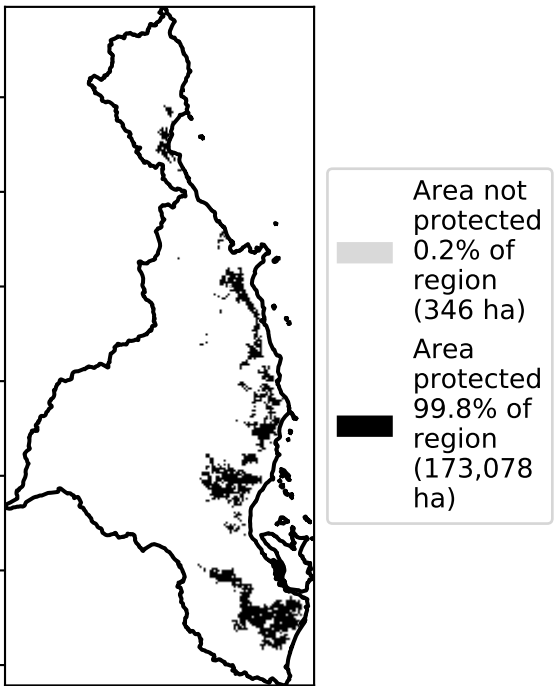 Area not
protected
0.2% of
region
(346 ha)
Area
protected
99.8% of
region
(173,078
ha)